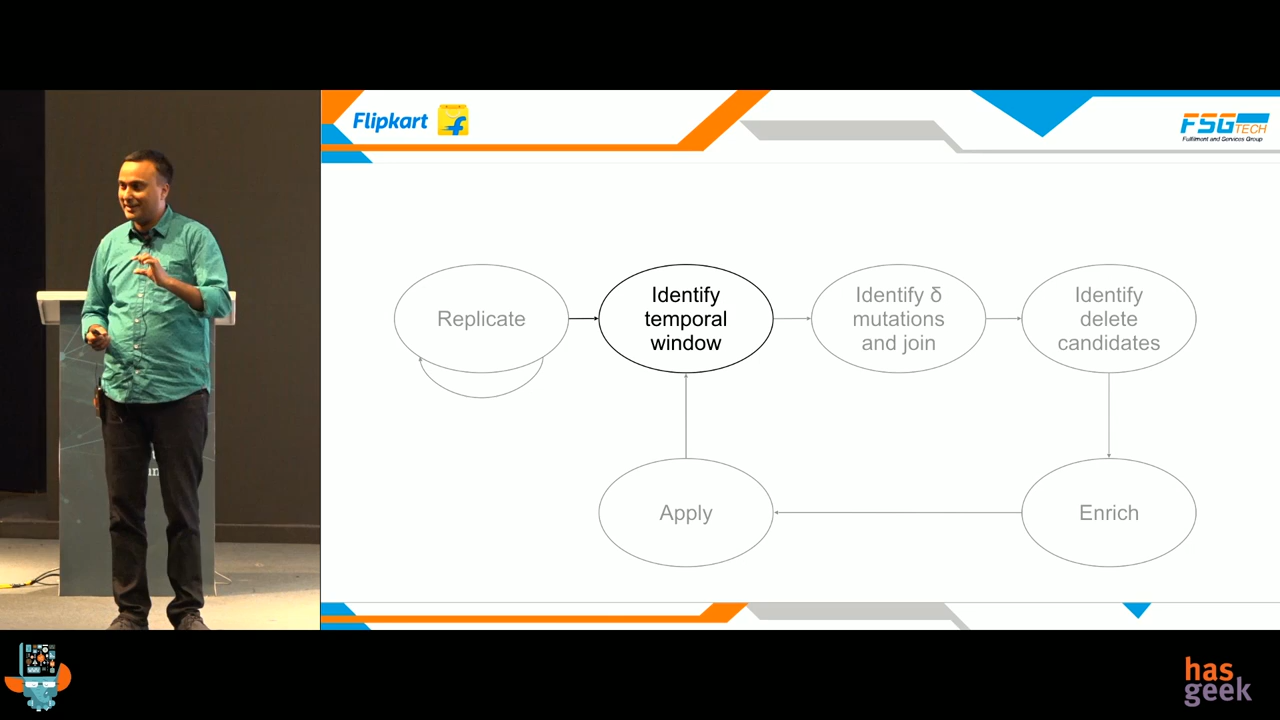 Flipkart
FSG TECH
Fulfilment and Services Group
Replicate
Identify
temporal
window
Identify δ
mutations
and join
Identify
delete
candidates
Apply
Enrich
has
geek